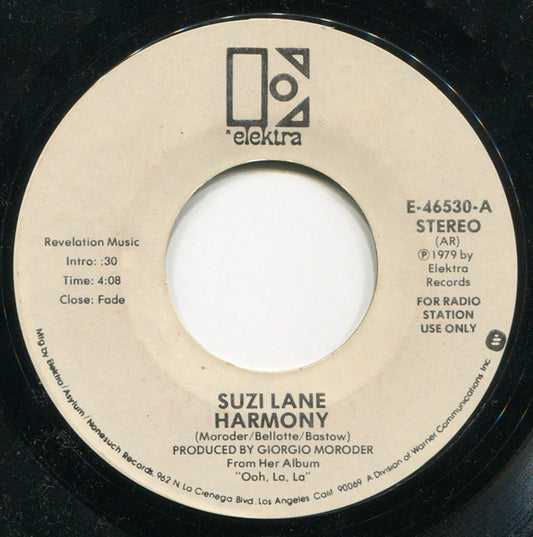 elektra
E-46530-A
STEREO
(AR)
℗ 1979 by
Elektra
Records
FOR RADIO
STATION
USE ONLY
Revelation Music
Intro: :30
Time: 4:08
Close: Fade
SUZI LANE
HARMONY
(Moroder/Bellotte/Bastow)
PRODUCED BY GIORGIO MORODER
From Her Album
"Ooh, La, La"
Mfg by Elektra/Asylum/Nonesuch Records. 962 N. La Cienega Blvd. Los Angeles Calif 90069 A Division of Warner Communications Inc